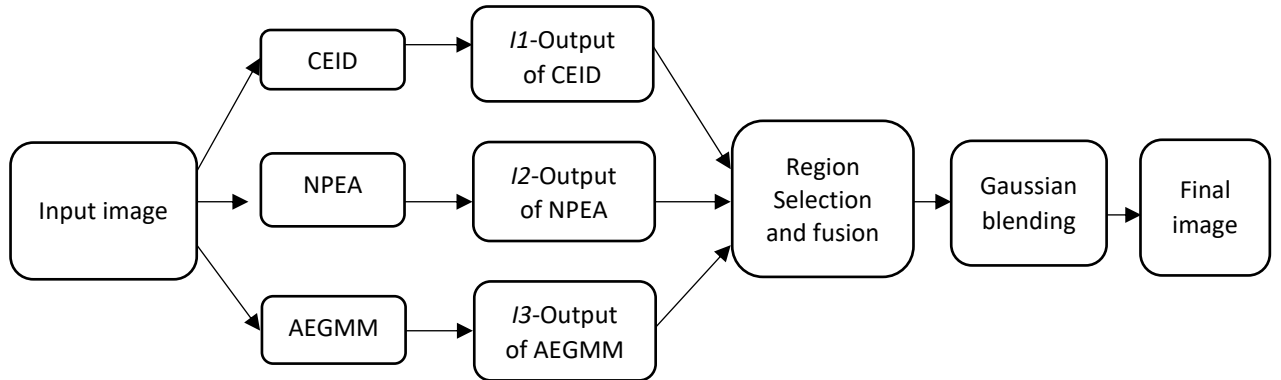 Input image
CEID
NPEA
AEGMM
I1-Output
of CEID
I2-Output
of NPEA
I3-Output
of AEGMM
Region
Selection
and fusion
Gaussian
blending
Final
image